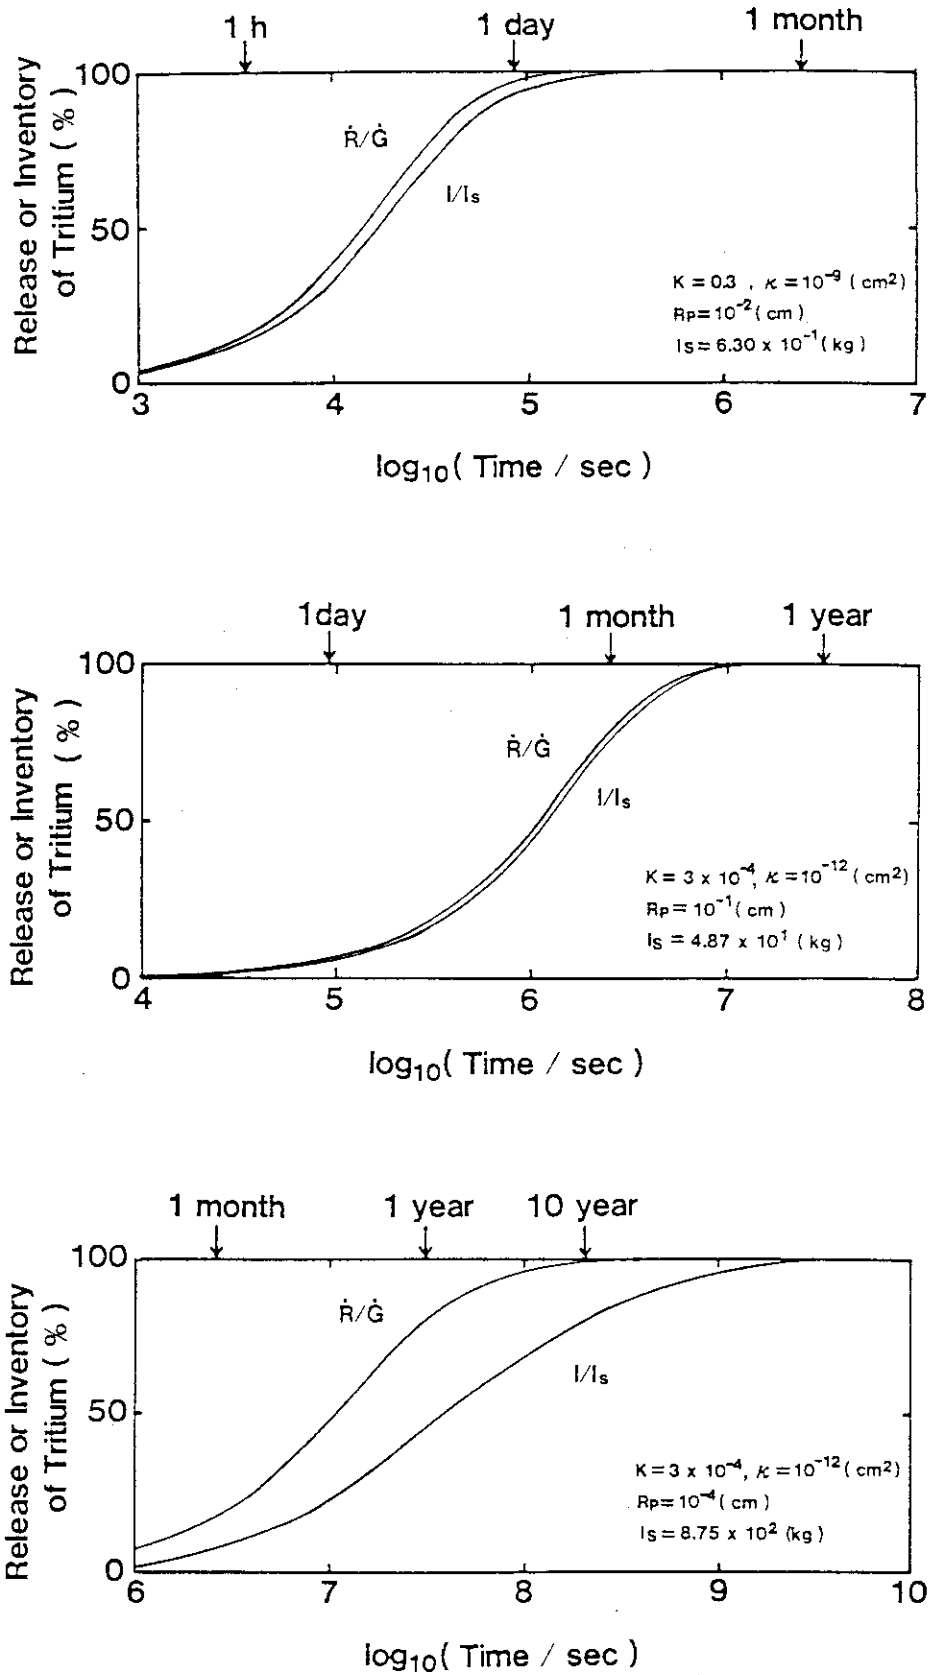 1 h 1 day 1 month
Release or Inventory
of Tritium ( % )
100
50
0
Ṙ/Ġ
I/Is
K = 0.3 , κ = 10⁻⁹ ( cm² )
Rp = 10⁻² ( cm )
Is = 6.30 x 10⁻¹ ( kg )
3 4 5 6 7
log₁₀( Time / sec )
1day 1 month 1 year
Release or Inventory
of Tritium ( % )
100
50
0
Ṙ/Ġ
I/Is
K = 3 x 10⁻⁴, κ = 10⁻¹² ( cm² )
Rp = 10⁻¹ ( cm )
Is = 4.87 x 10¹ ( kg )
4 5 6 7 8
log₁₀( Time / sec )
1 month 1 year 10 year
Release or Inventory
of Tritium ( % )
100
50
0
Ṙ/Ġ
I/Is
K = 3 x 10⁻⁴, κ = 10⁻¹² ( cm² )
Rp = 10⁻⁴ ( cm )
Is = 8.75 x 10² ( kg )
6 7 8 9 10
log₁₀( Time / sec )